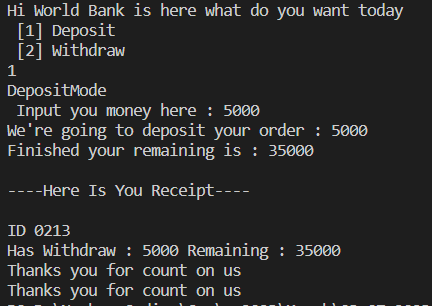 Hi World Bank is here what do you want today
[1] Deposit
[2] Withdraw
1
DepositMode
Input you money here : 5000
We're going to deposit your order : 5000
Finished your remaining is : 35000
----Here Is You Receipt----
ID 0213
Has Withdraw : 5000 Remaining : 35000
Thanks you for count on us
Thanks you for count on us